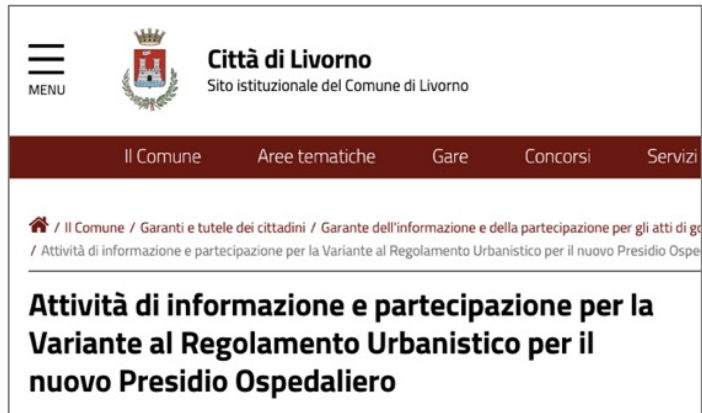 Città di Livorno
Sito istituzionale del Comune di Livorno
MENU
Il Comune Aree tematiche Gare Concorsi Servizi
/ Il Comune / Garanti e tutele dei cittadini / Garante dell'informazione e della partecipazione per gli atti di
/ Attività di informazione e partecipazione per la Variante al Regolamento Urbanistico per il nuovo Presidio
Attività di informazione e partecipazione per la
Variante al Regolamento Urbanistico per il
nuovo Presidio Ospedaliero